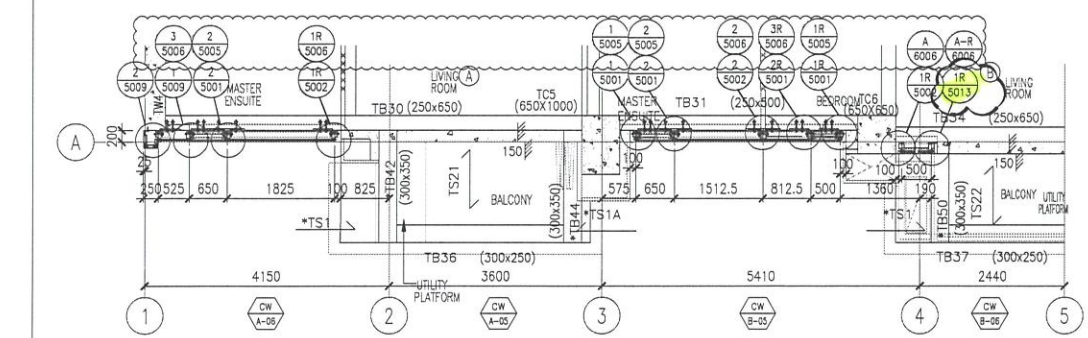 3 2 1R
5006 5005 5006
2 1 2 1R
5009 5009 5001 5002
1 2 2 3R 1R
5005 5005 5006 5006 5005
1 2 2 2R 1R
5001 5001 5002 5001 5001
A A-R
6006 6006
1R 1R
5002 5013
B
TW4
MASTER
ENSUITE
LIVING
ROOM
A
TB30 (250x650)
TC5
(650X1000)
MASTER
ENSUITE
TB31
(250x500)
BEDROOM
TC6
(650x650)
LIVING
ROOM
TB34
(250x650)
A
200
25
150
100
100
100
500
150
250 525 650 1825 100 825
575 650 1512.5 812.5 500 1360 190
TB42
(300x350)
TS21
BALCONY
*TB44
(300x350)
*TS1
*TS1A
*TS1
*TB50
(300x350)
TS22
BALCONY
UTILITY
PLATFORM
TB36 (300x250)
TB37 (300x250)
4150 3600 5410 2440
UTILITY
PLATFORM
1 2 3 4 5
CW
A-06
CW
A-05
CW
B-05
CW
B-06